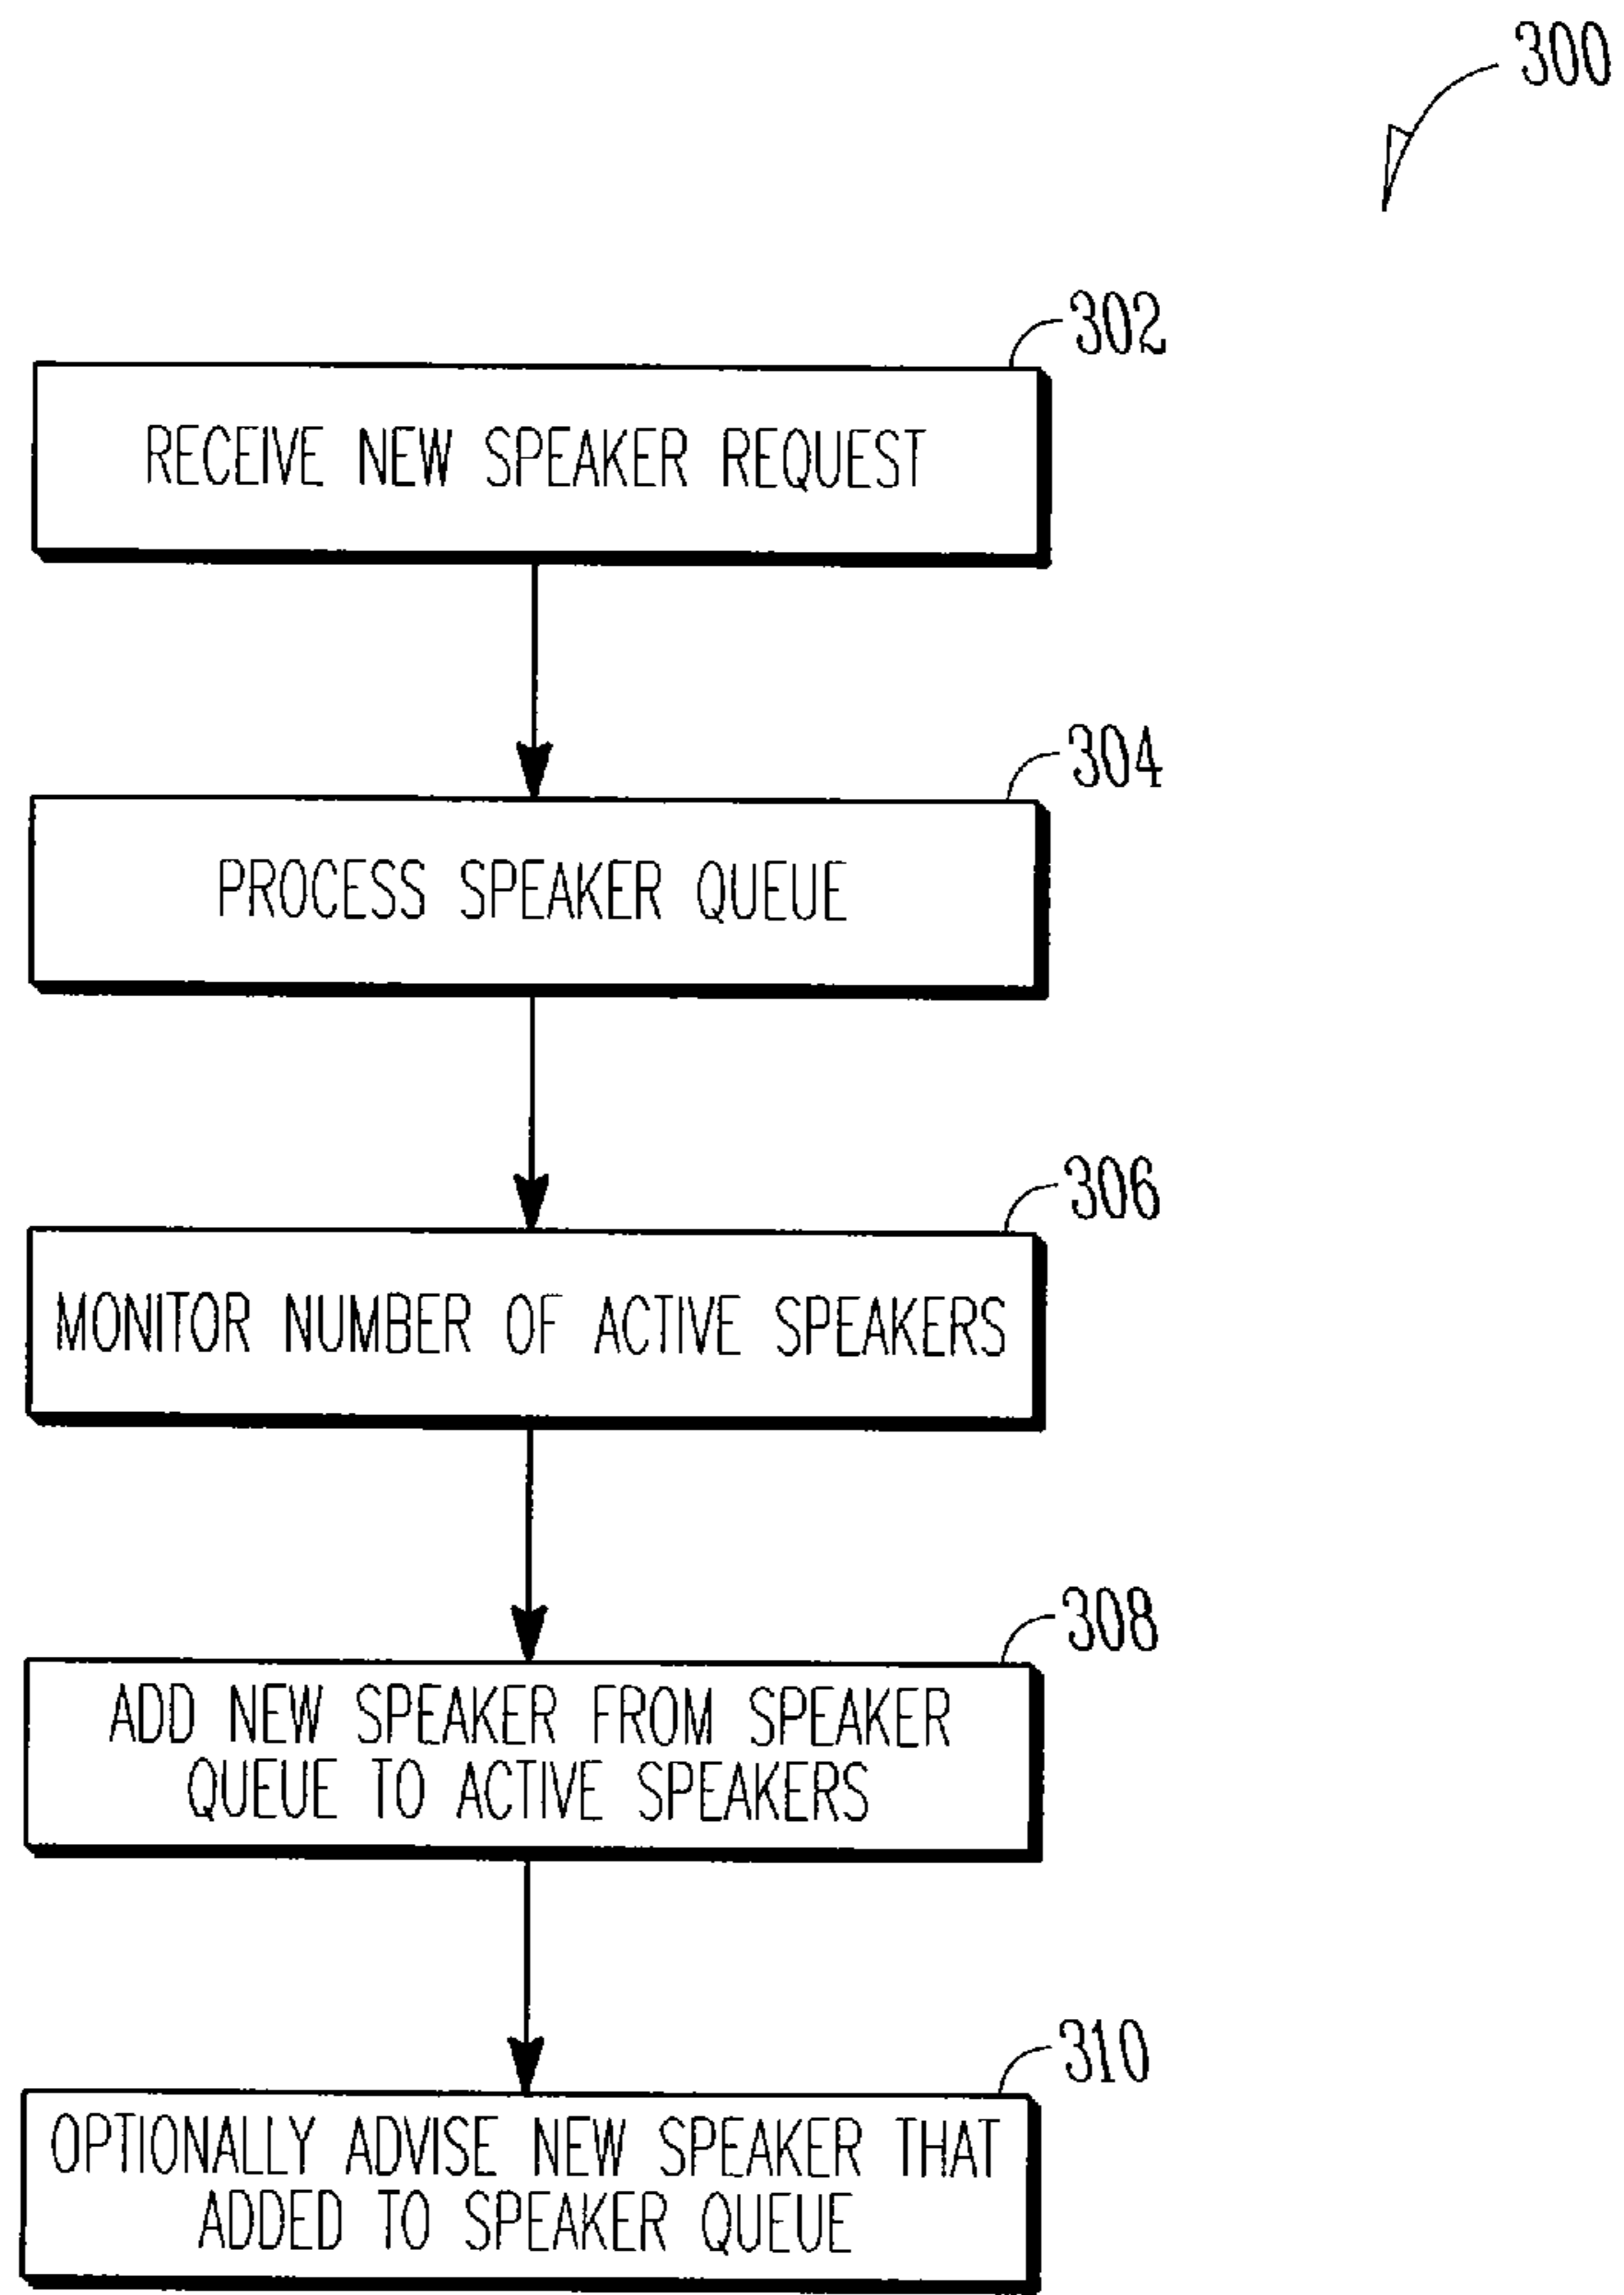 300
302
RECEIVE NEW SPEAKER REQUEST
304
PROCESS SPEAKER QUEUE
306
MONITOR NUMBER OF ACTIVE SPEAKERS
308
ADD NEW SPEAKER FROM SPEAKER
QUEUE TO ACTIVE SPEAKERS
310
OPTIONALLY ADVISE NEW SPEAKER THAT
ADDED TO SPEAKER QUEUE